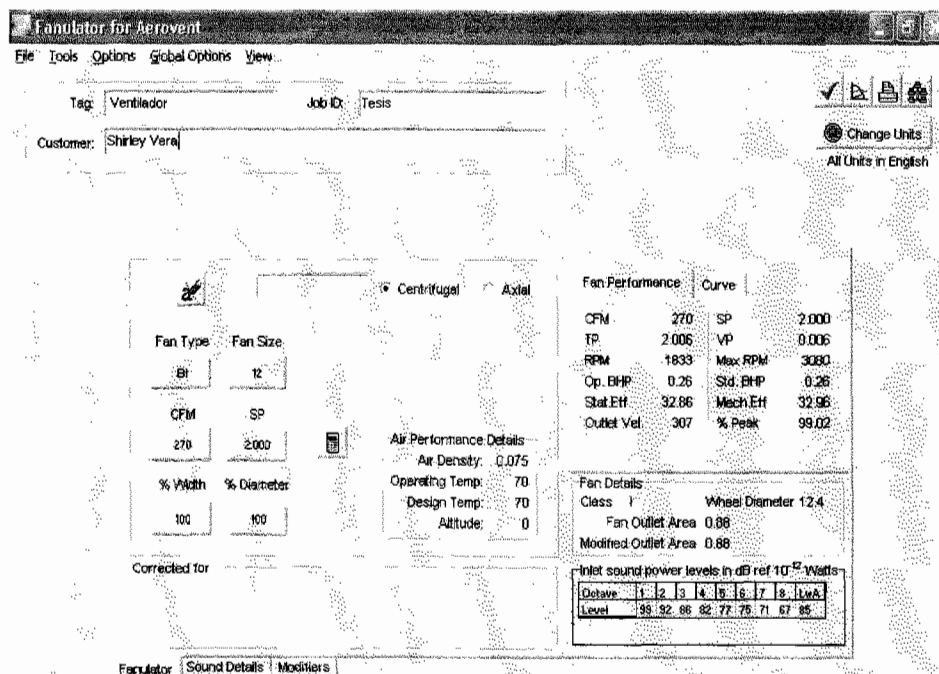 Fanulator for Aerovent
File Tools Options Global Options View
Tag: Ventilador Job ID: Tesis
Customer: Shirley Vera
Change Units
All Units in English
Centrifugal Axial
Fan Type Fan Size
BI 12
CFM SP
270 2.000
% Width % Diameter
100 100
Corrected for
Air Performance Details
Air Density: 0.075
Operating Temp: 70
Design Temp: 70
Altitude: 0
Fan Performance Curve
CFM 270 SP 2.000
TP 2.006 VP 0.006
RPM 1833 Max RPM 3080
Op. BHP 0.26 Std. BHP 0.26
Stat.Eff 32.86 Mech.Eff 32.96
Outlet Vel 307 % Peak 99.02
Fan Details
Class I Wheel Diameter 12.4
Fan Outlet Area 0.88
Modified Outlet Area 0.88
Inlet sound power levels in dB ref 10⁻¹² Watts
Octave 1 2 3 4 5 6 7 8 LwA
Level 99 92 86 82 77 75 71 67 85
Fanulator Sound Details Modifiers